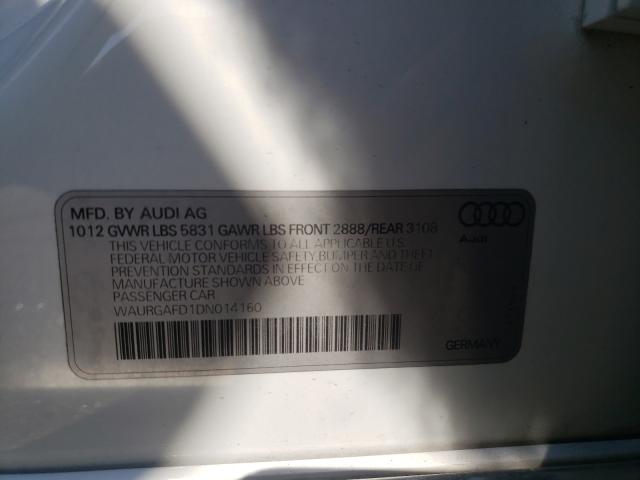 MFD. BY AUDI AG
1012 GVWR LBS 5831 GAWR LBS FRONT 2888/REAR 3108
THIS VEHICLE CONFORMS TO ALL APPLICABLE U.S.
FEDERAL MOTOR VEHICLE SAFETY,BUMPER AND THEFT
PREVENTION STANDARDS IN EFFECT ON THE DATE OF
MANUFACTURE SHOWN ABOVE
PASSENGER CAR
WAURGAFD1DN014160
Audi
GERMANY